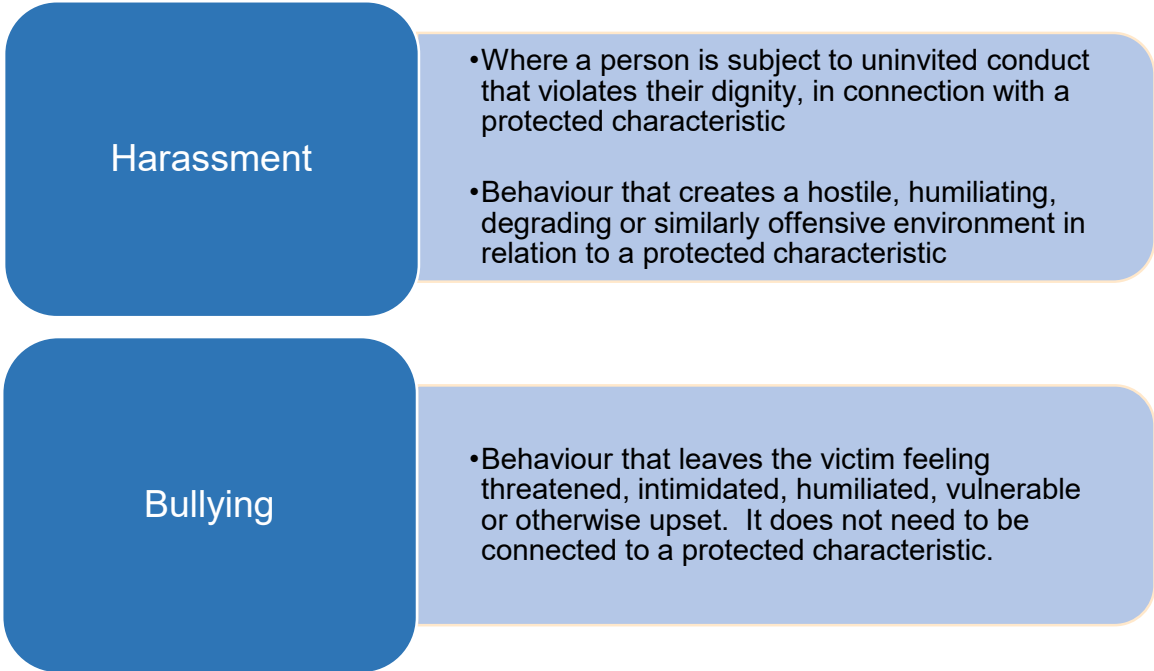 Harassment
•Where a person is subject to uninvited conduct
that violates their dignity, in connection with a
protected characteristic
•Behaviour that creates a hostile, humiliating,
degrading or similarly offensive environment in
relation to a protected characteristic
Bullying
•Behaviour that leaves the victim feeling
threatened, intimidated, humiliated, vulnerable
or otherwise upset.  It does not need to be
connected to a protected characteristic.